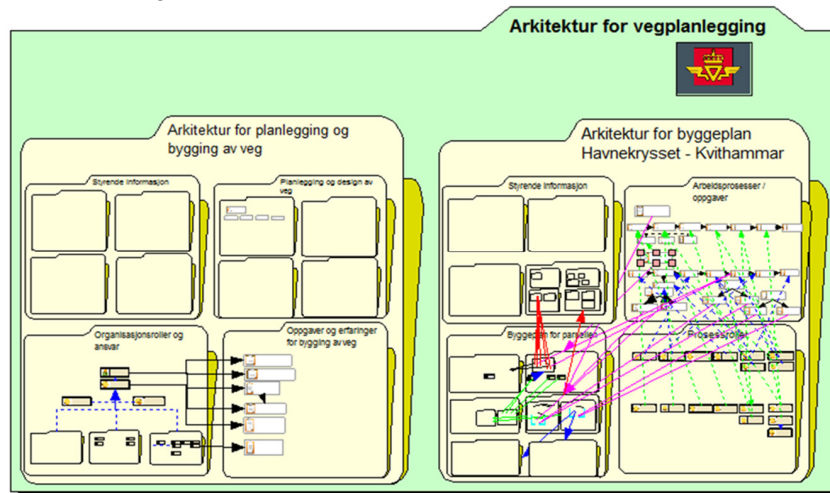 Arkitektur for vegplanlegging
Arkitektur for planlegging og
bygging av veg
Styrende Informasjon
Planlegging og design av
veg
Organisasjonsroller og
ansvar
Oppgaver og erfaringer
for bygging av veg
Arkitektur for byggeplan
Havnekrysset - Kvithammar
Styrende Informasjon
Arbeidsprosesser /
oppgaver
Byggeplan for parsellen
Prosessroller